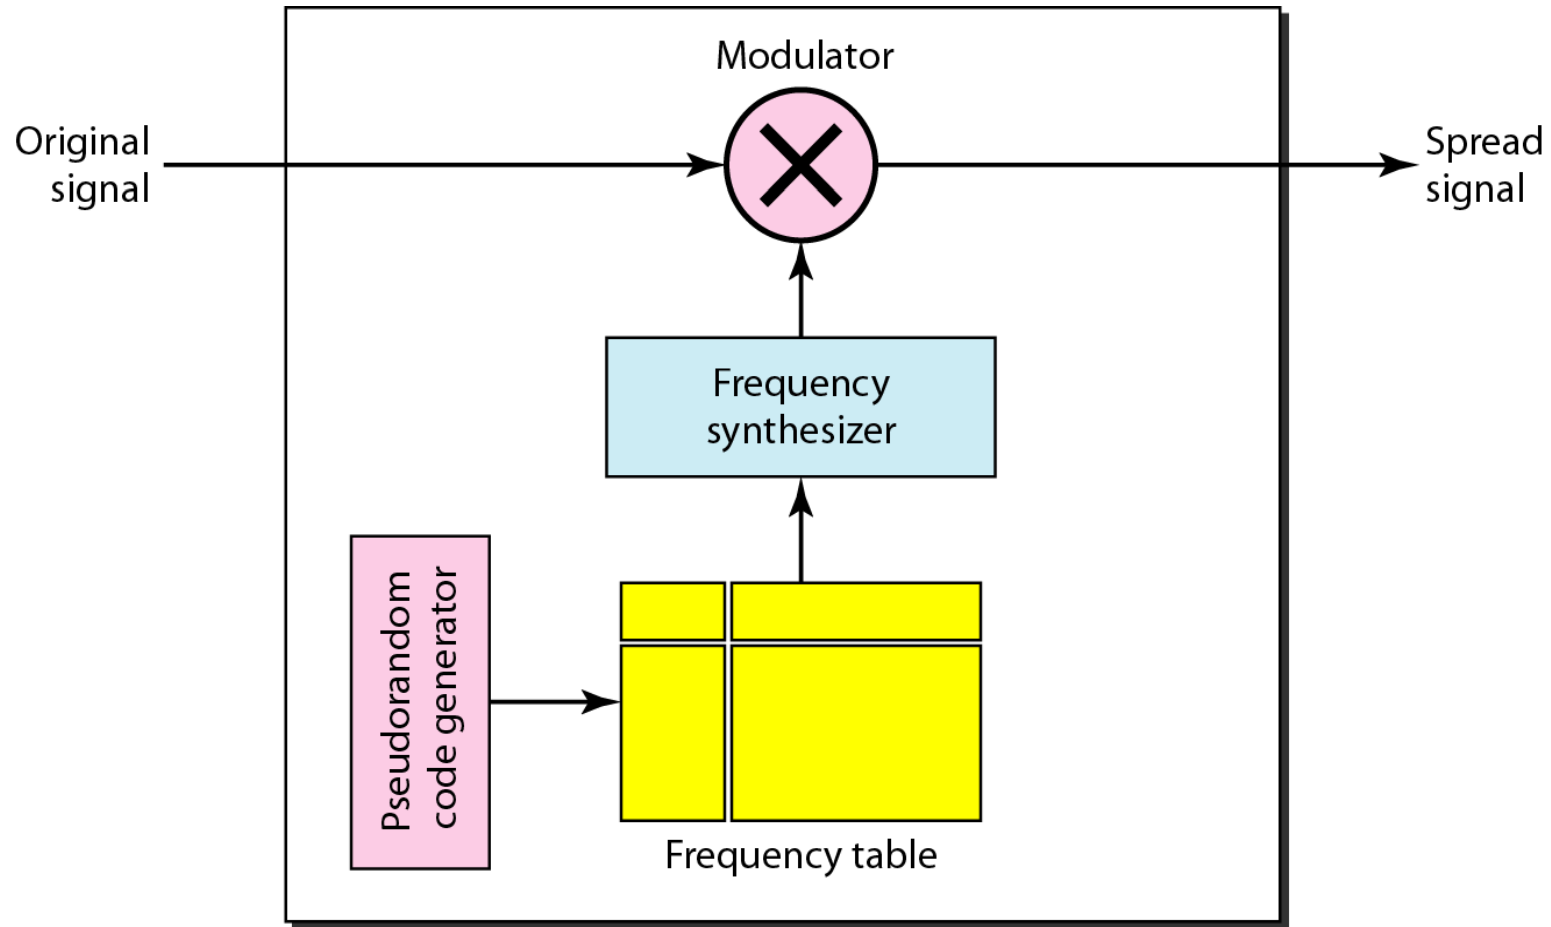 Modulator
Original
signal
Spread
signal
Frequency
synthesizer
Pseudorandom
code generator
Frequency table